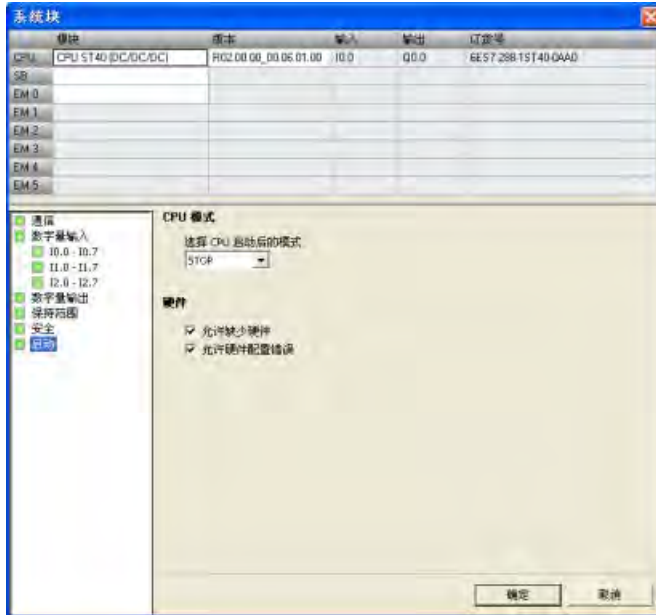 系统块
模块 版本 输入 输出 订货号
CPU CPU ST40 (DC/DC/DC) R02.00.00_00.06.01.00 I0.0 Q0.0 6ES7 288-1ST40-0AA0
SB
EM 0
EM 1
EM 2
EM 3
EM 4
EM 5
通信
数字量输入
I0.0 - I0.7
I1.0 - I1.7
I2.0 - I2.7
数字量输出
保持范围
安全
启动
CPU 模式
选择 CPU 启动后的模式
STOP
硬件
允许缺少硬件
允许硬件配置错误
确定 取消